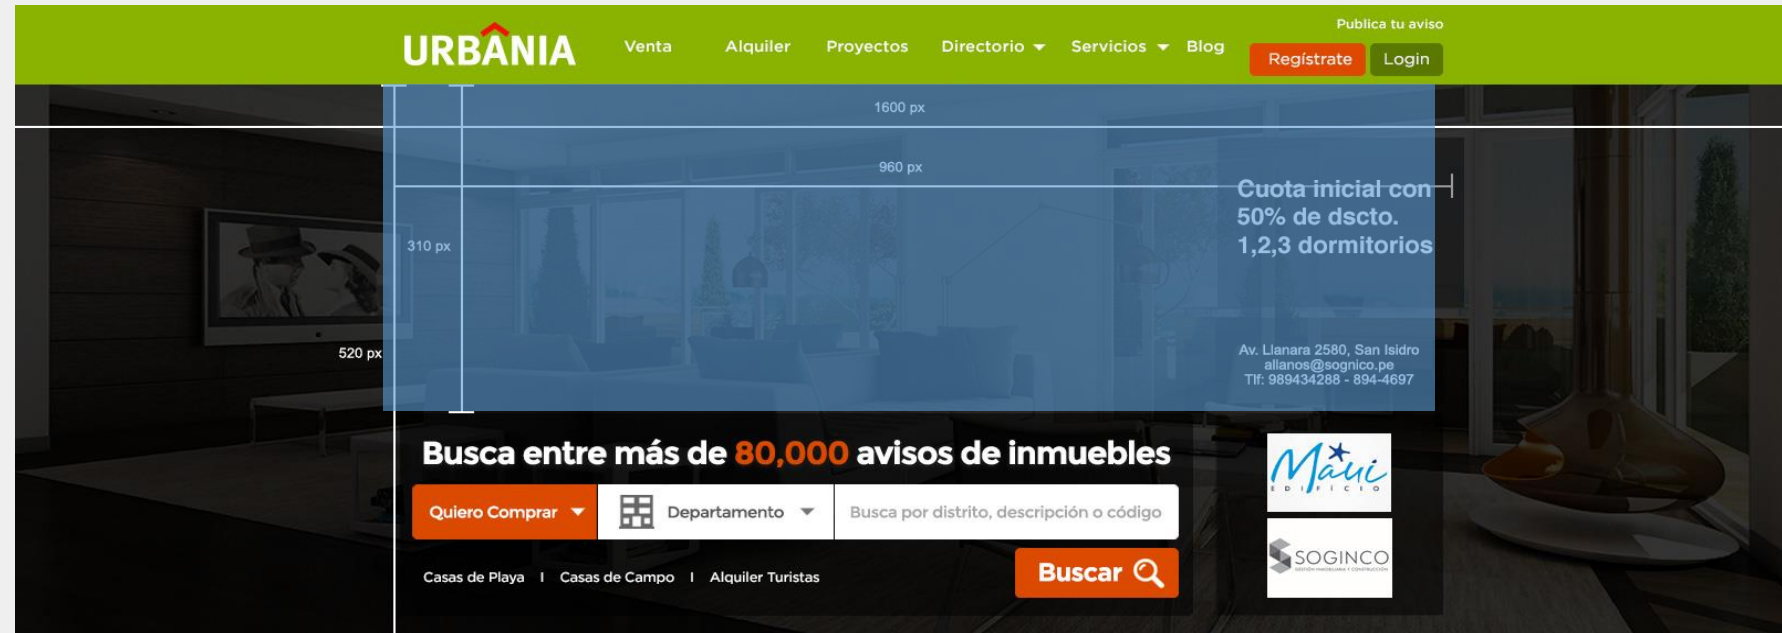 Publica tu aviso
URBANIA Venta Alquiler Proyectos Directorio Servicios Blog
Regístrate Login
1600 px
960 px
Cuota inicial con
50% de dscto.
1,2,3 dormitorios
310 px
520 px
Av. Llanara 2580, San Isidro
allanos@sognico.pe
Tlf: 989434288 - 894-4697
Busca entre más de 80,000 avisos de inmuebles
Maui
EDIFICIO
Quiero Comprar Departamento Busca por distrito, descripción o código
SOGINCO
Casas de Playa I Casas de Campo I Alquiler Turistas
Buscar